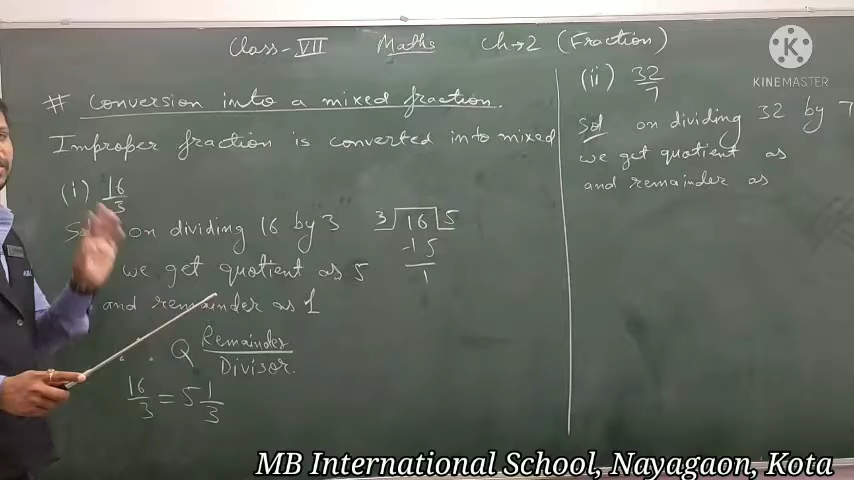 Class-VII Maths Ch→2 (Fraction)
# Conversion into a mixed fraction.
Improper fraction is converted into mixed
(i) 16/3
Sol on dividing 16 by 3
we get quotient as 5
and remainder as 1
3 16 5
-15
1
Q Remainder/Divisor.
16/3 = 5 1/3
(ii) 32/7
Sol on dividing 32 by 7
we get quotient as
and remainder as
K
KINEMASTER
MB International School, Nayagaon, Kota